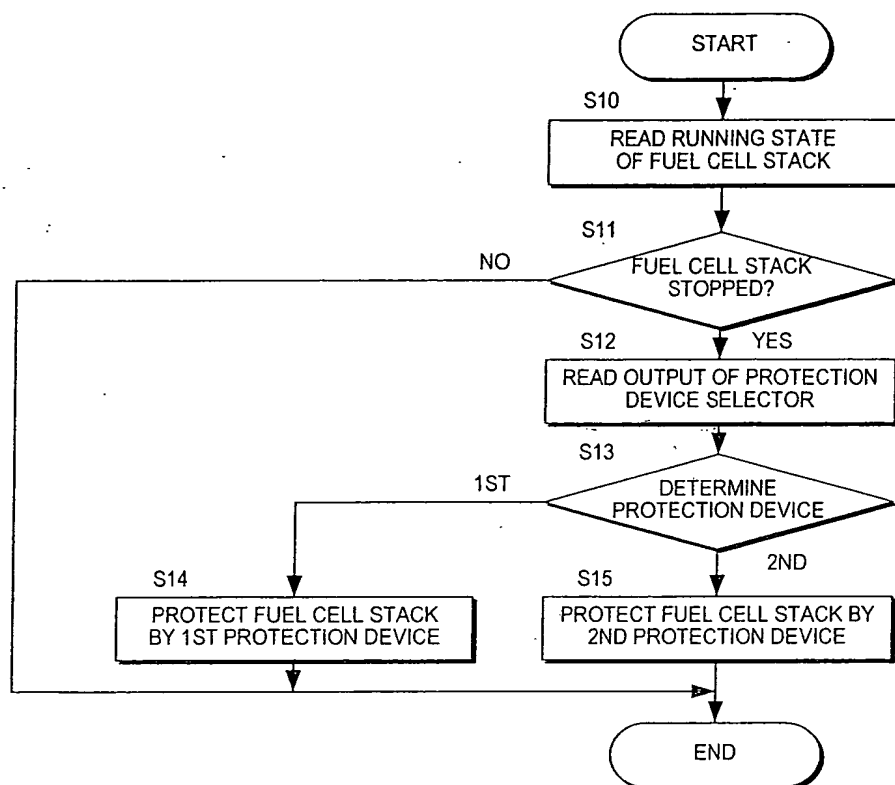 START
S10
READ RUNNING STATE
OF FUEL CELL STACK
S11
NO
FUEL CELL STACK
STOPPED?
YES
S12
READ OUTPUT OF PROTECTION
DEVICE SELECTOR
S13
1ST
DETERMINE
PROTECTION DEVICE
2ND
S14
PROTECT FUEL CELL STACK
BY 1ST PROTECTION DEVICE
S15
PROTECT FUEL CELL STACK BY
2ND PROTECTION DEVICE
END